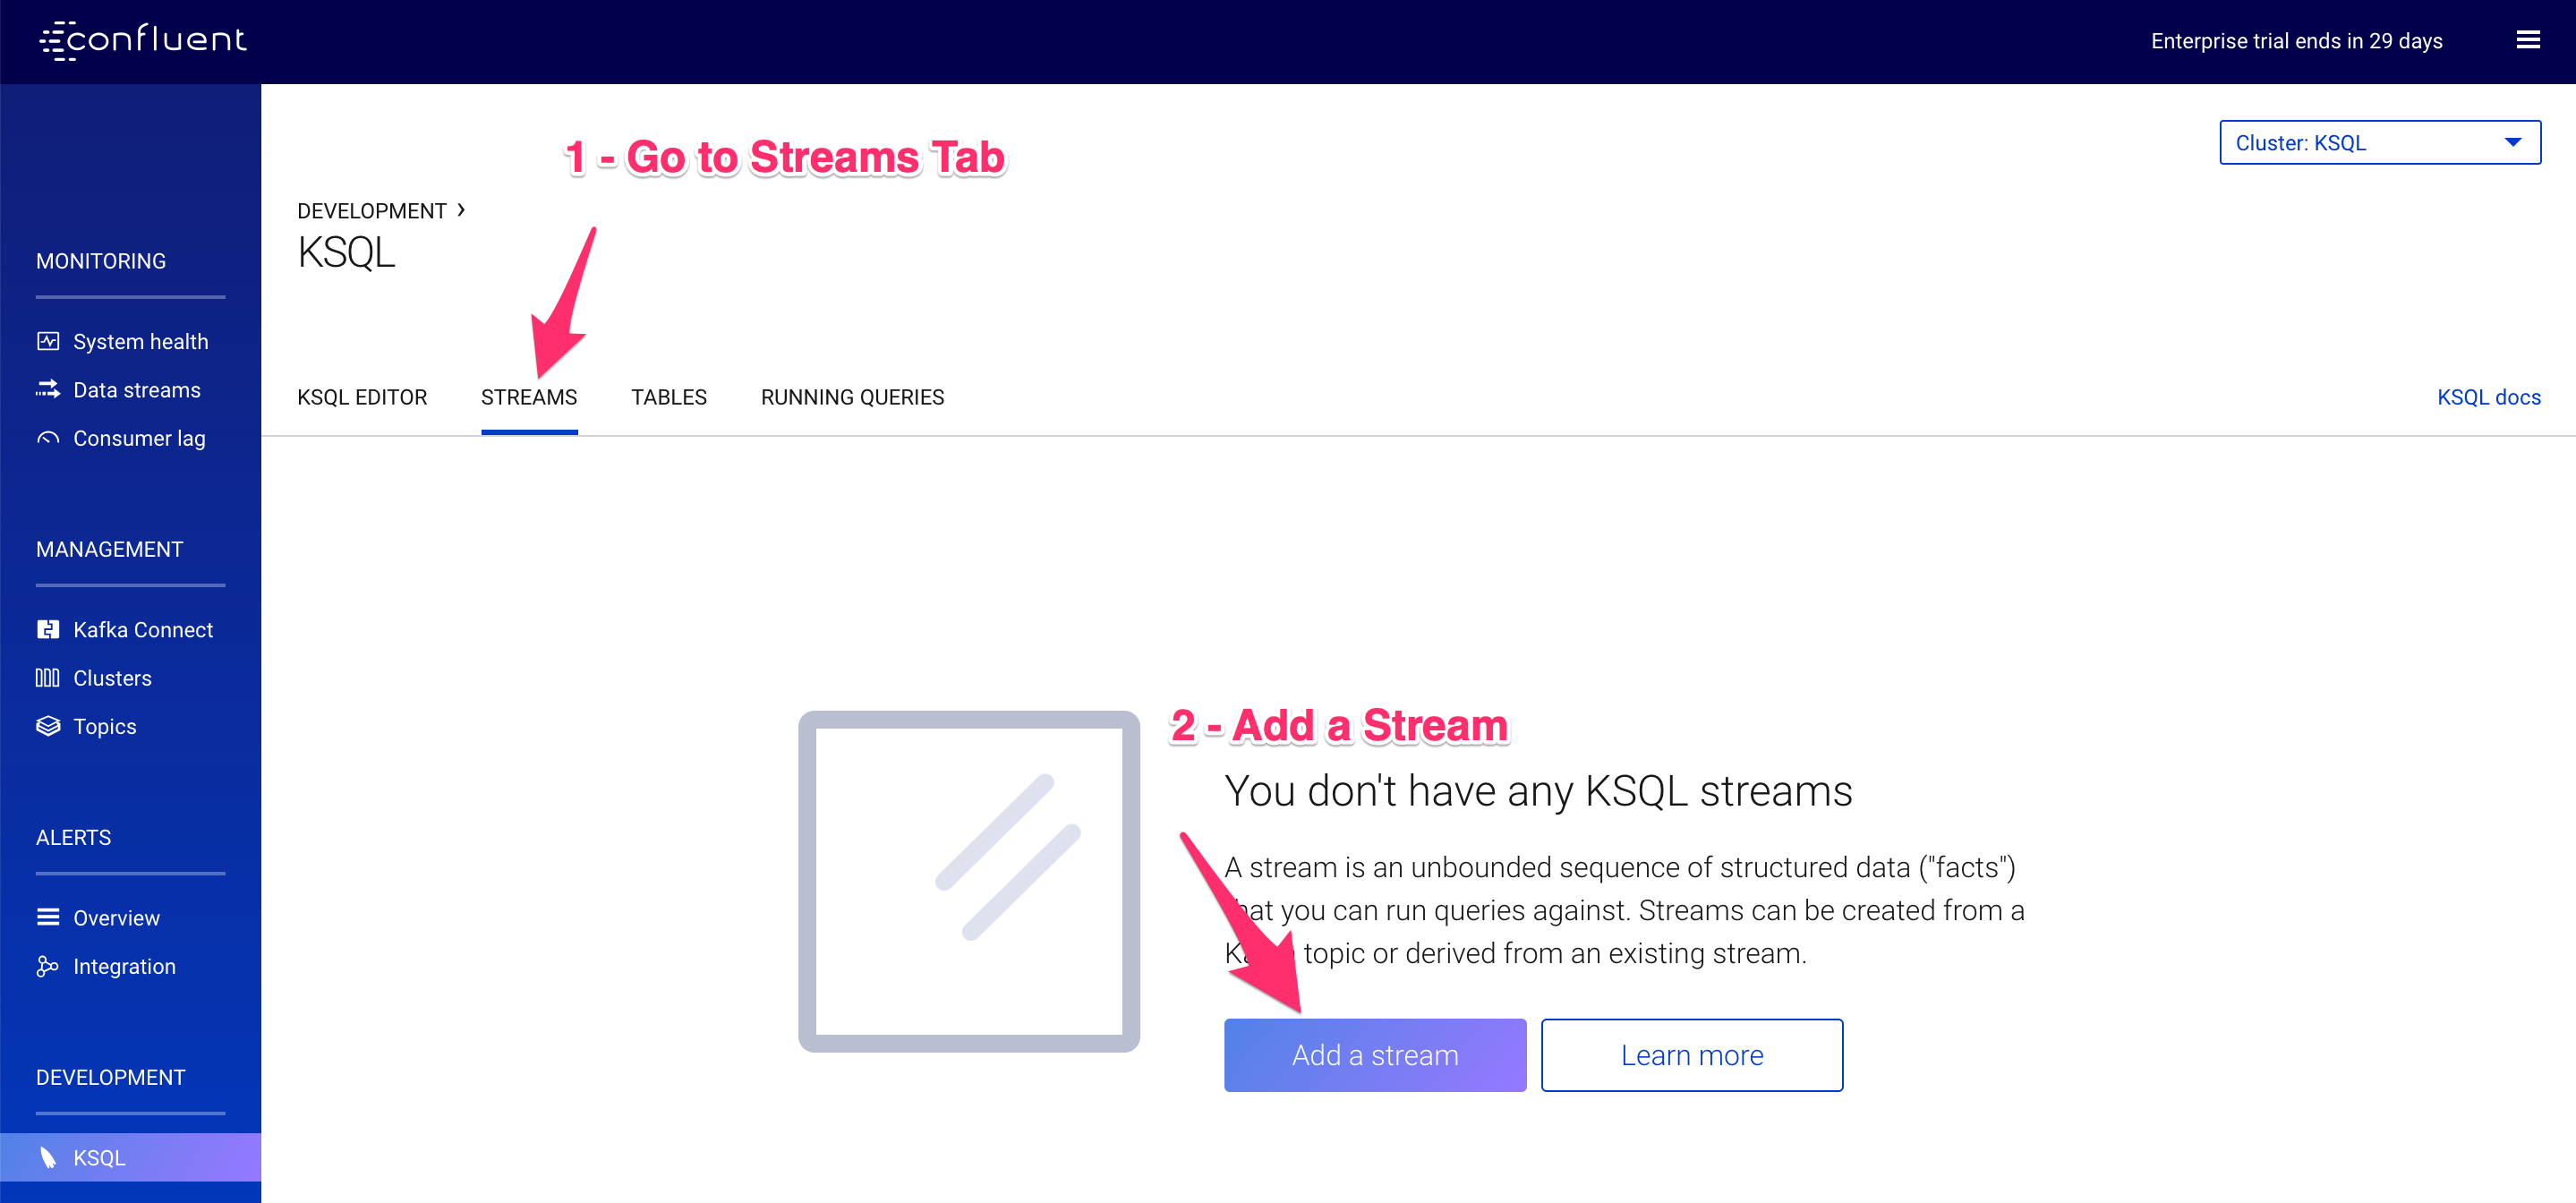 confluent
Enterprise trial ends in 29 days
Cluster: KSQL
1 - Go to Streams Tab
DEVELOPMENT ›
KSQL
MONITORING
System health
Data streams
Consumer lag
MANAGEMENT
Kafka Connect
Clusters
Topics
ALERTS
Overview
Integration
DEVELOPMENT
KSQL
KSQL EDITOR
STREAMS
TABLES
RUNNING QUERIES
KSQL docs
2 - Add a Stream
You don't have any KSQL streams
A stream is an unbounded sequence of structured data ("facts")
that you can run queries against. Streams can be created from a
topic or derived from an existing stream.
Add a stream
Learn more